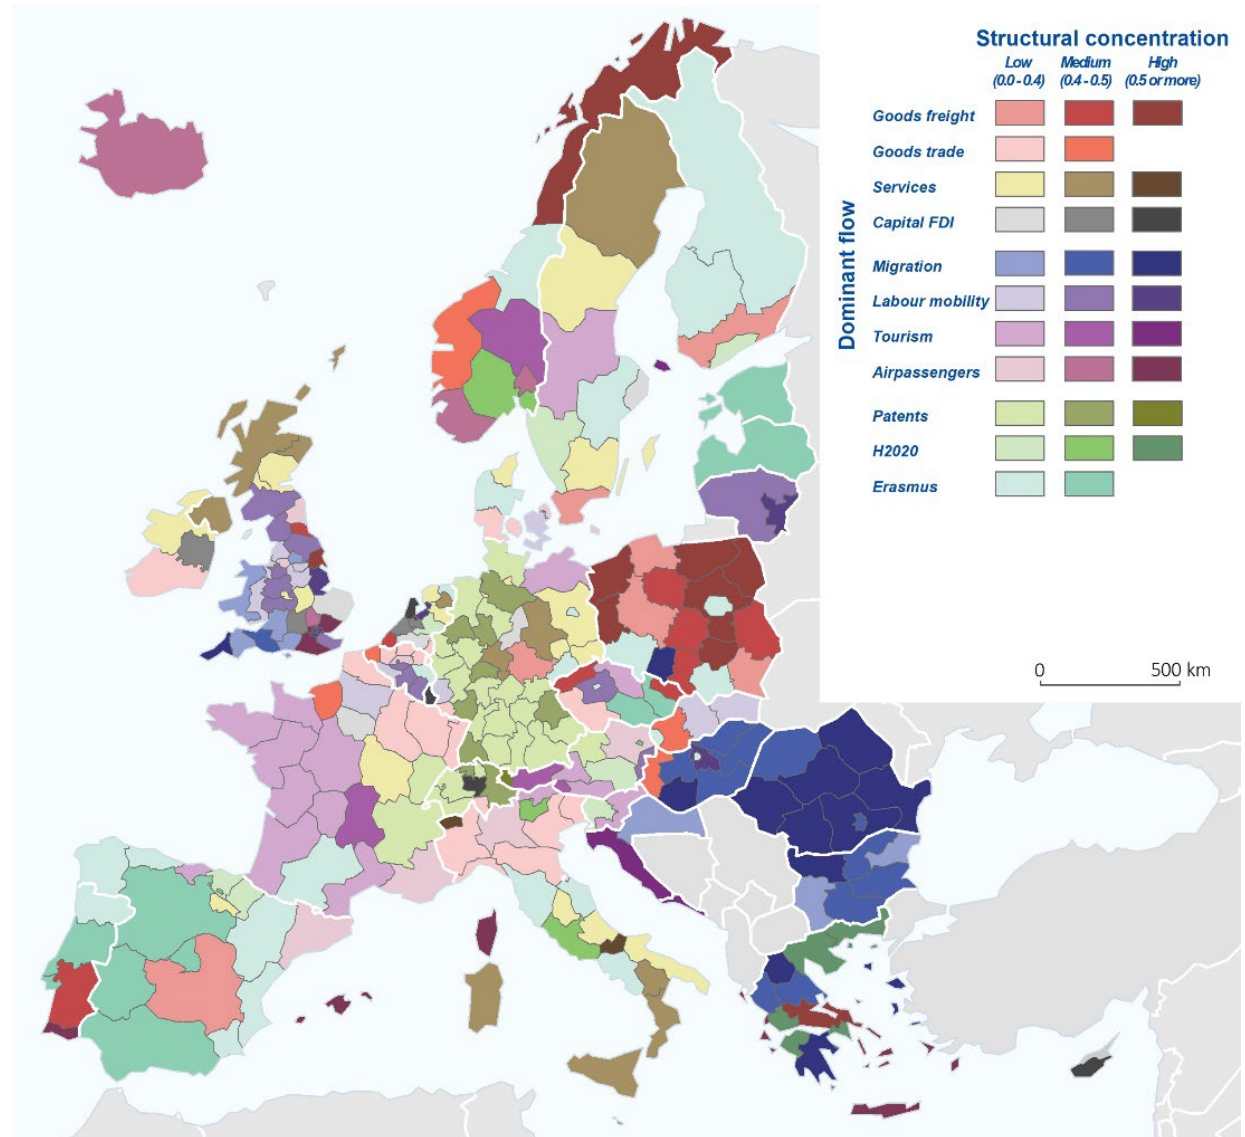 Structural concentration
Low Medium High
(0.0 - 0.4) (0.4 - 0.5) (0.5 or more)
Dominant flow
Goods freight
Goods trade
Services
Capital FDI
Migration
Labour mobility
Tourism
Airpassengers
Patents
H2020
Erasmus
0 500 km